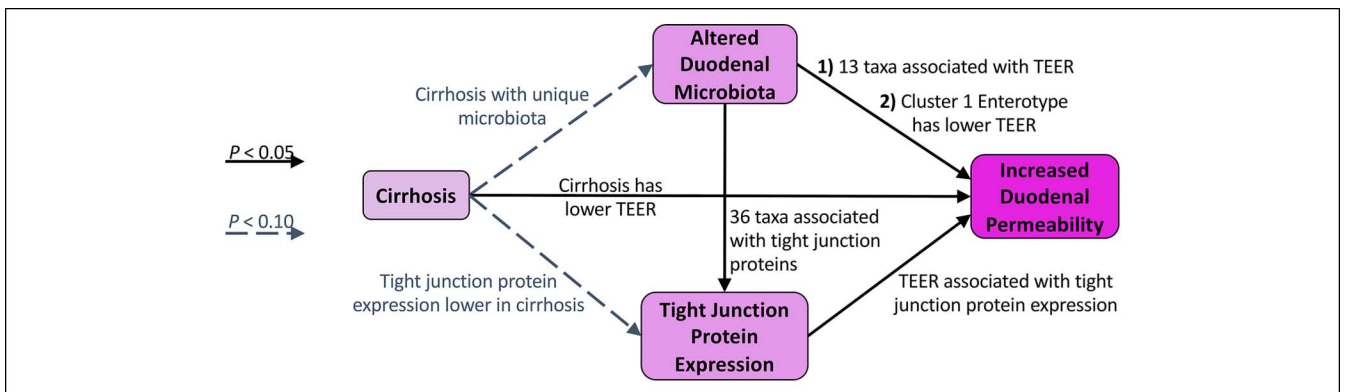 P < 0.05
P < 0.10
Cirrhosis
Cirrhosis with unique
microbiota
Altered
Duodenal
Microbiota
1) 13 taxa associated with TEER
2) Cluster 1 Enterotype
has lower TEER
Cirrhosis has
lower TEER
36 taxa associated
with tight junction
proteins
Increased
Duodenal
Permeability
Tight junction protein
expression lower in cirrhosis
Tight Junction
Protein
Expression
TEER associated with tight
junction protein expression